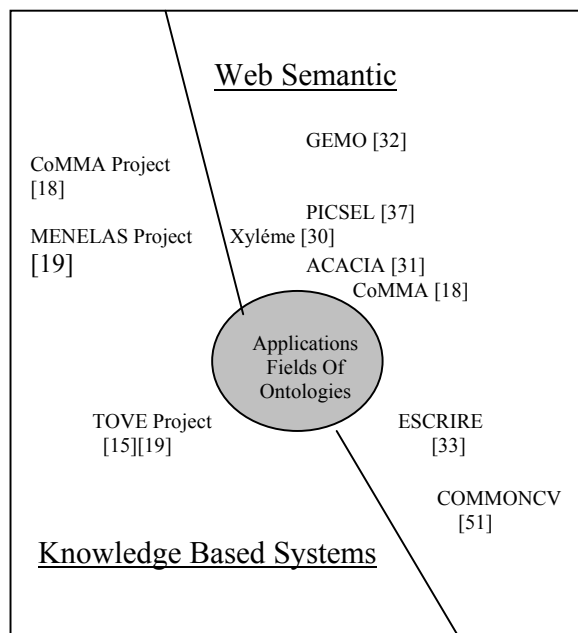 Web Semantic
GEMO [32]
CoMMA Project
[18]
PICSEL [37]
MENELAS Project
[19]
Xyléme [30]
ACACIA [31]
CoMMA [18]
Applications
Fields Of
Ontologies
TOVE Project
[15][19]
ESCRIRE
[33]
COMMONCV
[51]
Knowledge Based Systems